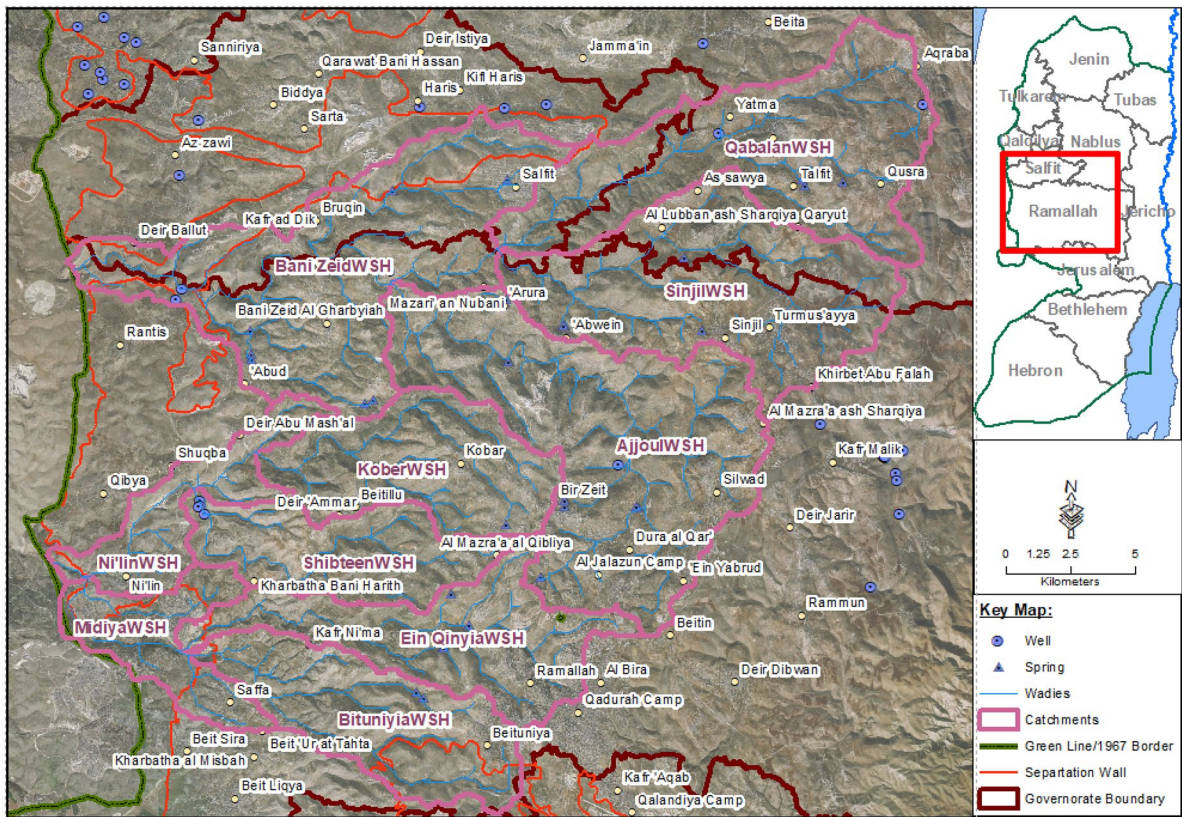 Beita
Sanniriya
Deir Istiya
Jamma'in
Aqraba
Qarawat Bani Hassan
Kifl Haris
Haris
Biddya
Sarta
Yatma
Az-zawi
QabalanWSH
Salfit
As sawya
Talfit
Qusra
Bruqin
Kafr ad Dik
Al Lubban ash Sharqiya
Qaryut
Deir Ballut
Bani ZeidWSH
SinjilWSH
'Arura
Mazari' an Nubani
Bani Zeid Al Gharbyiah
Turmus'ayya
Rantis
'Abwein
Sinjil
'Abud
Khirbet Abu Falah
Deir Abu Mash'al
Al Mazra'a ash Sharqiya
AjjoulWSH
Shuqba
Kafr Malik
KoberWSH
Kobar
Qibya
Bir Zeit
Silwad
Deir 'Ammar
Beitillu
Deir Jarir
Al Mazra'a al Qibliya
Dura al Qar'
Ni'linWSH
ShibteenWSH
Al Jalazun Camp
'Ein Yabrud
Ni'lin
Kharbatha Bani Harith
Rammun
MidiyaWSH
Kafr Ni'ma
Ein QinyiaWSH
Beitin
Ramallah
Al Bira
Deir Dibwan
Saffa
Qadurah Camp
BituniyiaWSH
Beit Sira
Beit 'Ur at Tahta
Beituniya
Kharbatha al Misbah
Kafr 'Aqab
Beit Liqya
Qalandiya Camp
Jenin
Tulkarem
Tubas
Qalqilya
Nablus
Salfit
Ramallah
Jericho
Jerusalem
Bethlehem
Hebron
N
0 1.25 2.5 5
Kilometers
Key Map:
Well
Spring
Wadies
Catchments
Green Line/1967 Border
Separtation Wall
Governorate Boundary